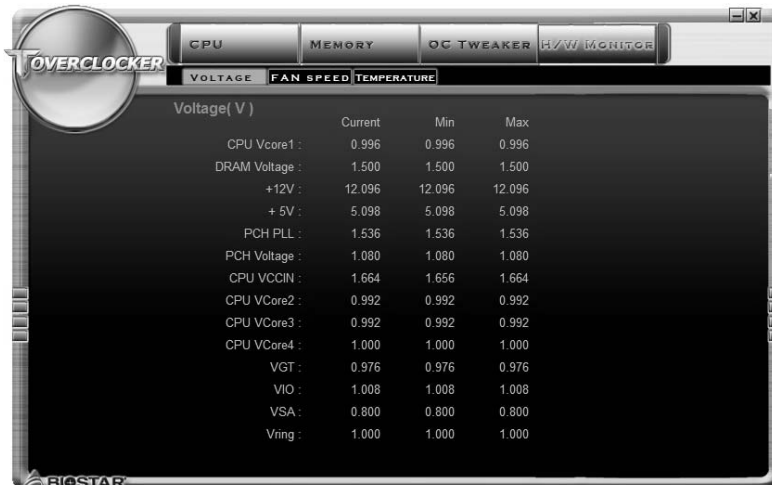 CPU MEMORY OC TWEAKER H/W MONITOR
TOVERCLOCKER
VOLTAGE FAN SPEED TEMPERATURE
Voltage( V )
Current Min Max
CPU Vcore1 : 0.996 0.996 0.996
DRAM Voltage : 1.500 1.500 1.500
+12V : 12.096 12.096 12.096
+ 5V : 5.098 5.098 5.098
PCH PLL : 1.536 1.536 1.536
PCH Voltage : 1.080 1.080 1.080
CPU VCCIN : 1.664 1.656 1.664
CPU VCore2 : 0.992 0.992 0.992
CPU VCore3 : 0.992 0.992 0.992
CPU VCore4 : 1.000 1.000 1.000
VGT : 0.976 0.976 0.976
VIO : 1.008 1.008 1.008
VSA : 0.800 0.800 0.800
Vring : 1.000 1.000 1.000
BIOSTAR